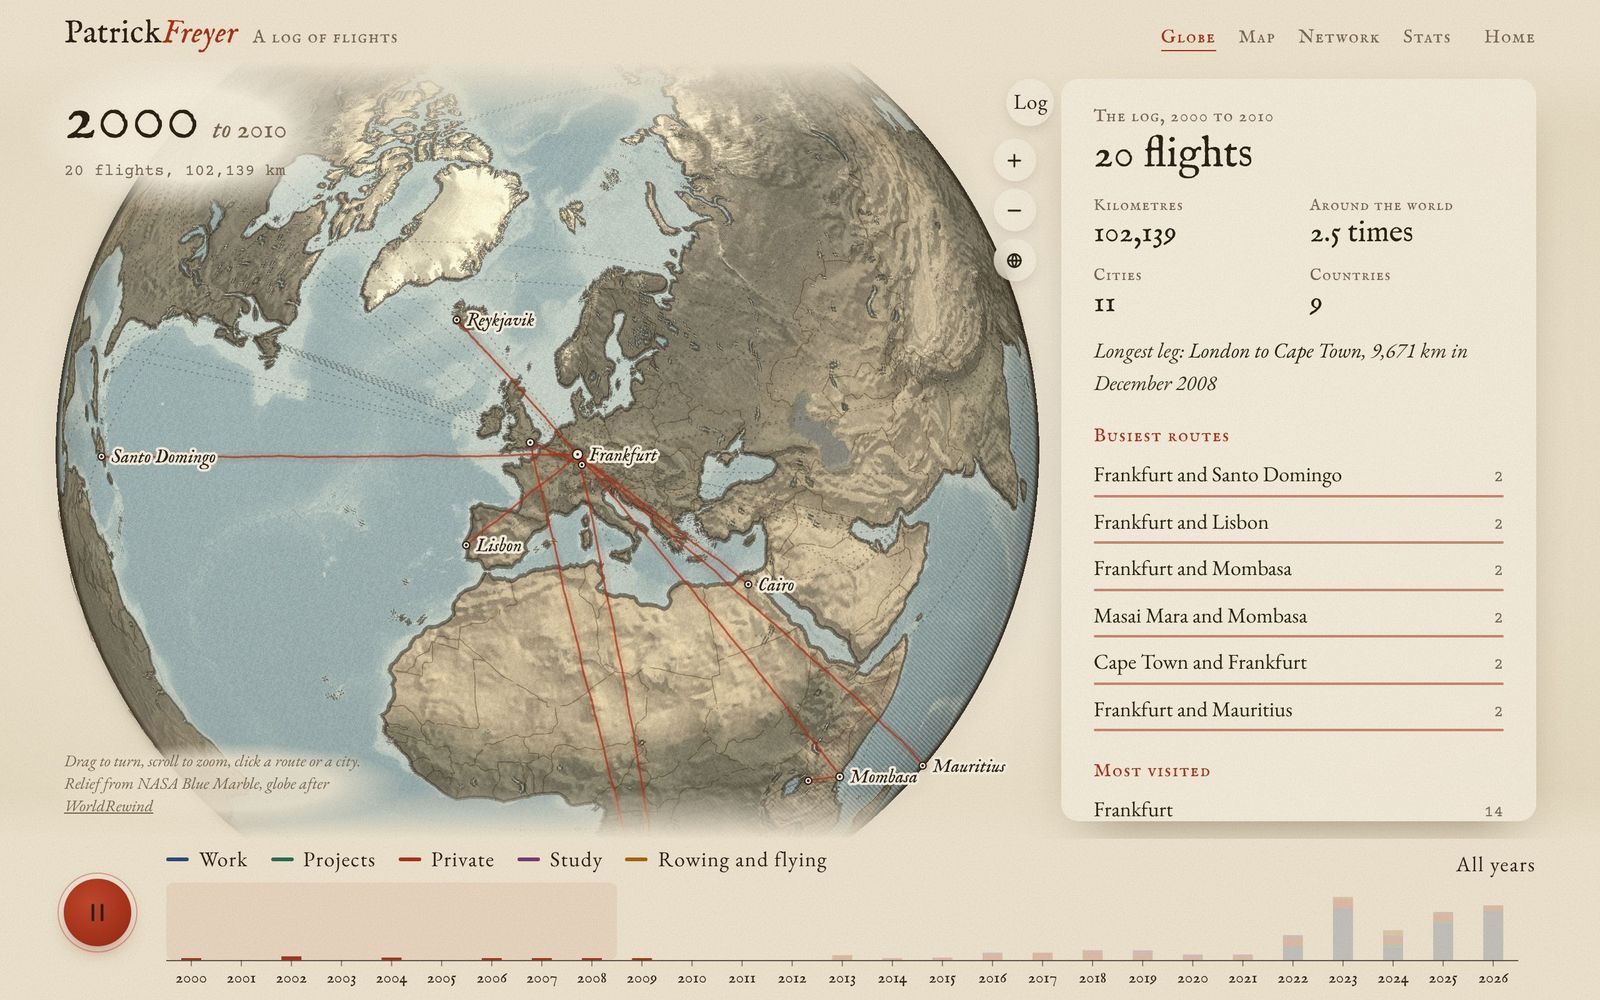 PatrickFreyer A log of flights
Globe Map Network Stats Home
2000 to 2010
20 flights, 102,139 km
Log
+
−
Reykjavik
Santo Domingo
Frankfurt
Lisbon
Cairo
Mombasa
Mauritius
Drag to turn, scroll to zoom, click a route or a city.
Relief from NASA Blue Marble, globe after
WorldRewind
The log, 2000 to 2010
20 flights
Kilometres Around the world
102,139 2.5 times
Cities Countries
11 9
Longest leg: London to Cape Town, 9,671 km in
December 2008
Busiest routes
Frankfurt and Santo Domingo 2
Frankfurt and Lisbon 2
Frankfurt and Mombasa 2
Masai Mara and Mombasa 2
Cape Town and Frankfurt 2
Frankfurt and Mauritius 2
Most visited
Frankfurt 14
Work Projects Private Study Rowing and flying
All years
2000 2001 2002 2003 2004 2005 2006 2007 2008 2009 2010 2011 2012 2013 2014 2015 2016 2017 2018 2019 2020 2021 2022 2023 2024 2025 2026